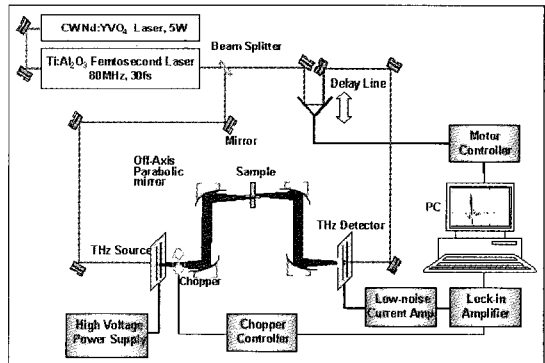 CWNd:YVO4 Laser, 5W
Ti:Al2O3 Femtosecond Laser
80MHz, 30fs
Beam Splitter
Delay Line
Mirror
Motor
Controller
Off-Axis
Parabolic
mirror
Sample
PC
THz Source
THz Detector
Chopper
High Voltage
Power Supply
Chopper
Controller
Low-noise
Current Amp
Lock-in
Amplifier